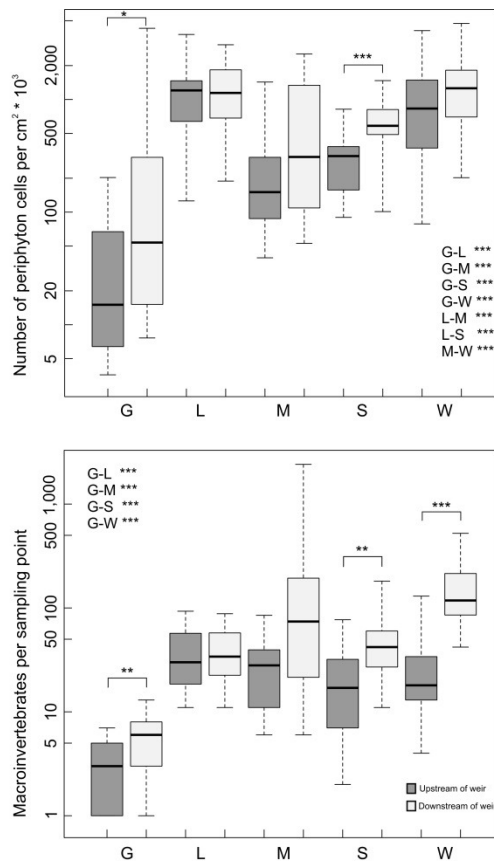 Number of periphyton cells per cm² * 10³
2,000
500
100
20
5
*
***
G-L ***
G-M ***
G-S ***
G-W ***
L-M ***
L-S ***
M-W ***
G L M S W
Macroinvertebrates per sampling point
1,000
500
100
50
10
5
1
G-L ***
G-M ***
G-S ***
G-W ***
**
**
***
Upstream of weir
Downstream of weir
G L M S W